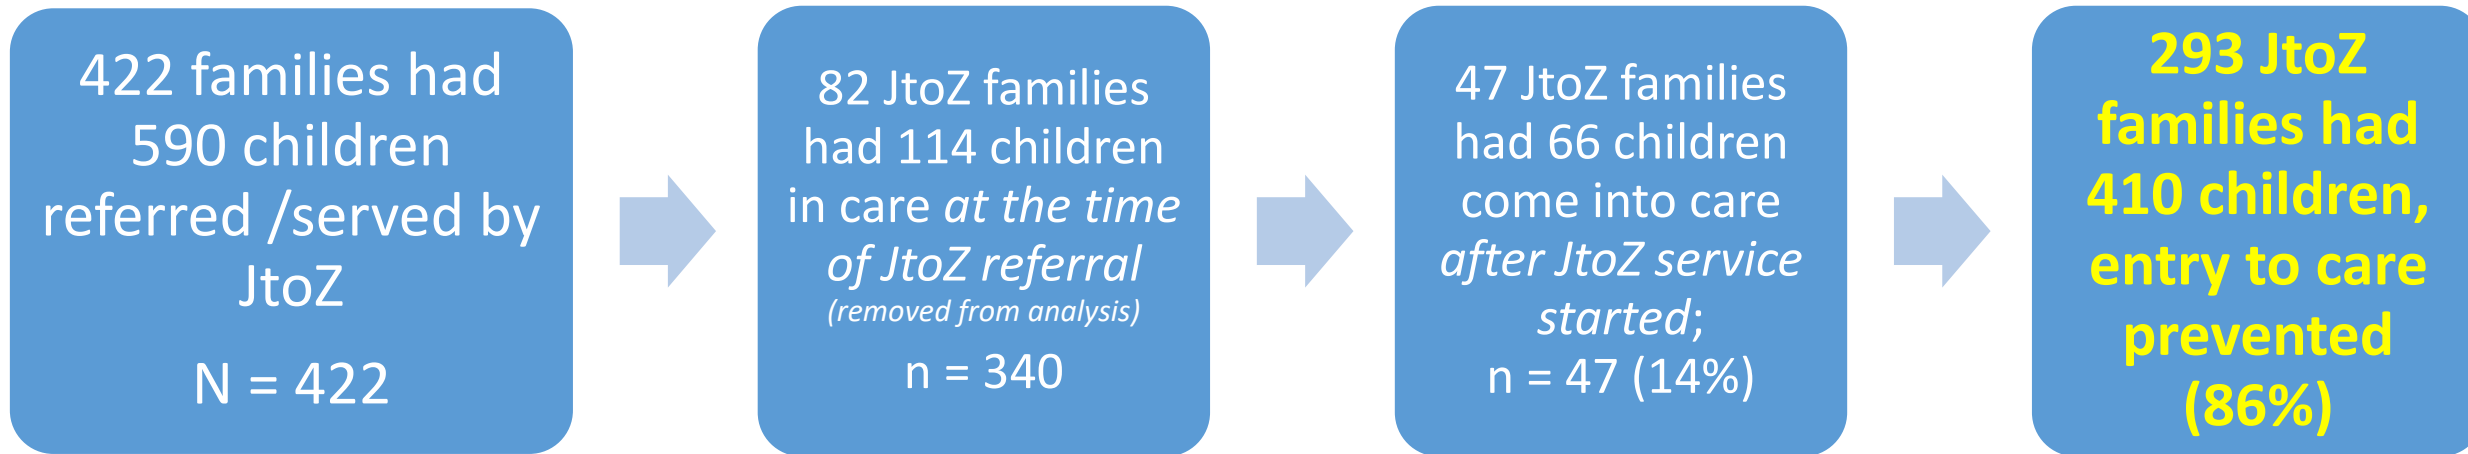 422 families had
590 children
referred /served by
JtoZ
N = 422
82 JtoZ families
had 114 children
in care at the time
of JtoZ referral
(removed from analysis)
n = 340
47 JtoZ families
had 66 children
come into care
after JtoZ service
started;
n = 47 (14%)
293 JtoZ
families had
410 children,
entry to care
prevented
(86%)